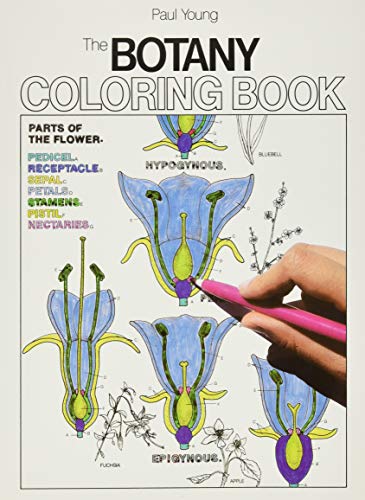 Paul Young
The BOTANY
COLORING BOOK
PARTS OF
THE FLOWER.
PEDICEL.
RECEPTACLE.
SEPAL.
PETALS.
STAMENS.
PISTIL.
NECTARIES.
HYPOGYNOUS.
BLUEBELL
FUCHSIA
EPIGYNOUS.
APPLE